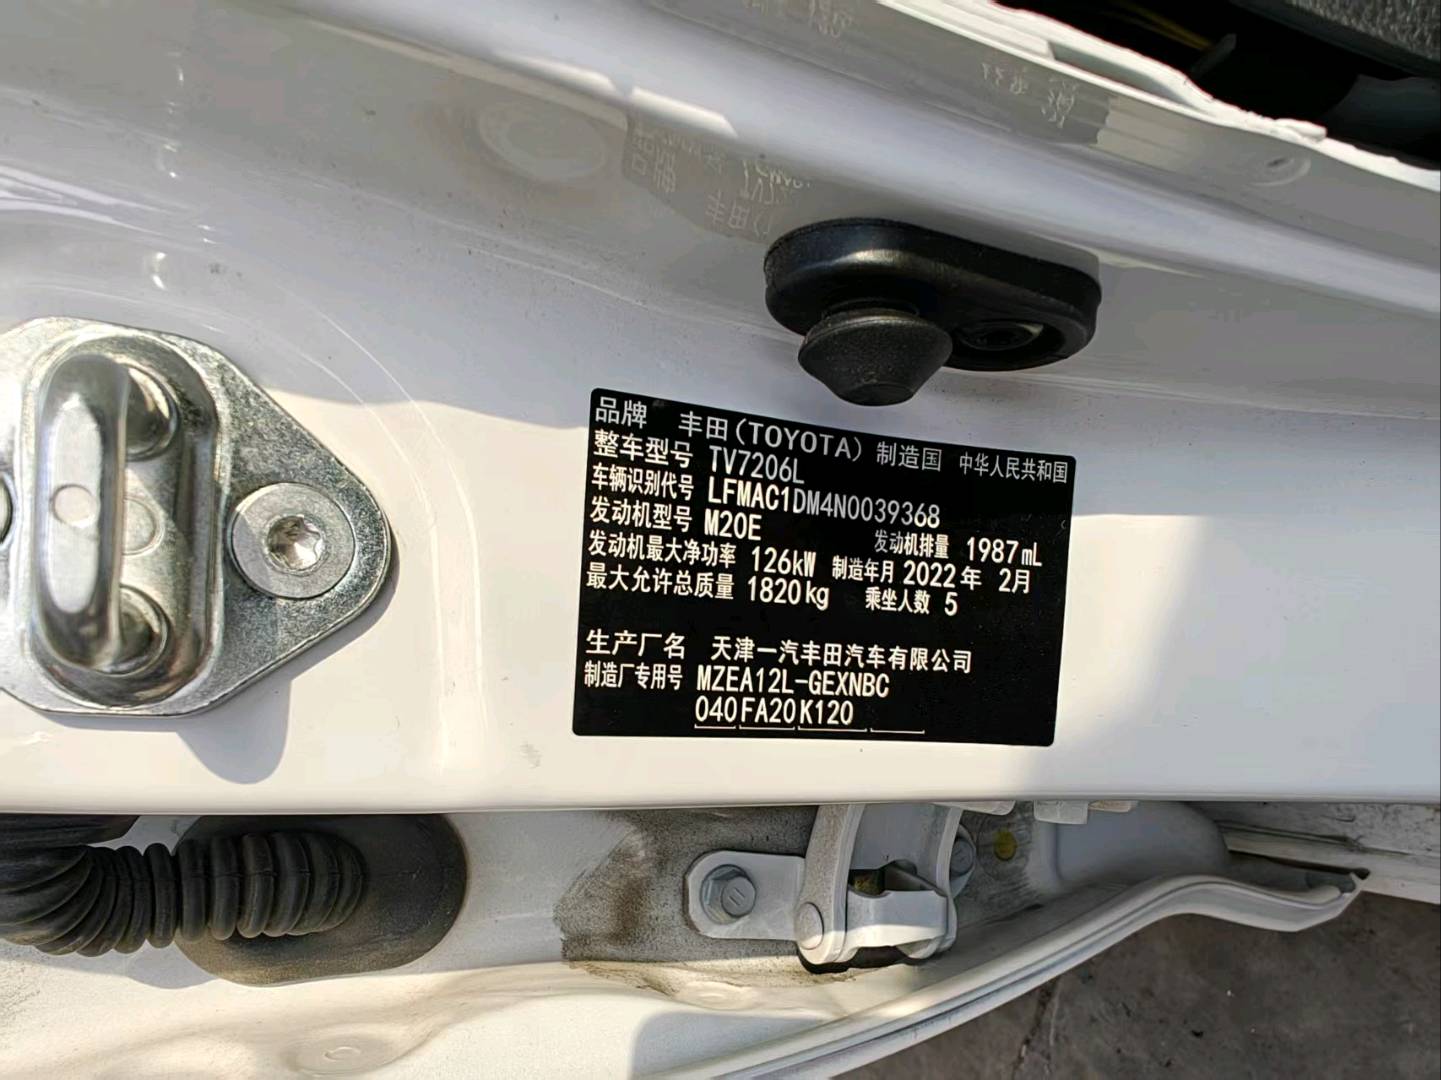 品牌 丰田(TOYOTA) 制造国 中华人民共和国
整车型号 TV7206L
车辆识别代号 LFMAC1DM4N0039368
发动机型号 M20E 发动机排量 1987mL
发动机最大净功率 126kW 制造年月 2022年 2月
最大允许总质量 1820kg 乘坐人数 5
生产厂名 天津一汽丰田汽车有限公司
制造厂专用号 MZEA12L-GEXNBC
040FA20K120